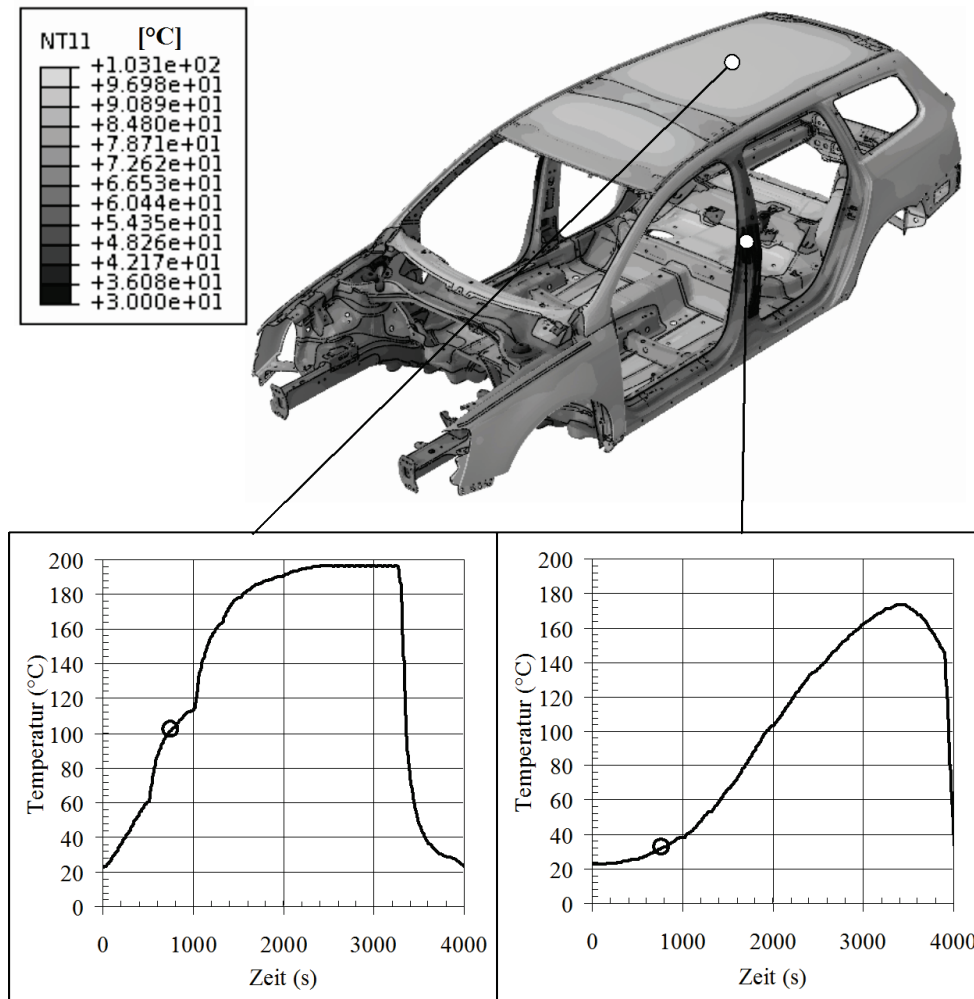 NT11 [°C]
+1.031e+02
+9.698e+01
+9.089e+01
+8.480e+01
+7.871e+01
+7.262e+01
+6.653e+01
+6.044e+01
+5.435e+01
+4.826e+01
+4.217e+01
+3.608e+01
+3.000e+01
Temperatur (°C)
200
180
160
140
120
100
80
60
40
20
0
0 1000 2000 3000 4000
Zeit (s)
Temperatur (°C)
200
180
160
140
120
100
80
60
40
20
0
0 1000 2000 3000 4000
Zeit (s)